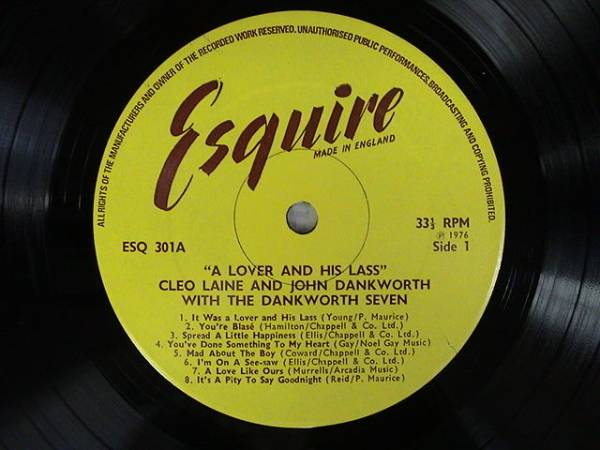 ALL RIGHTS OF THE MANUFACTURERS AND OWNER OF THE RECORDED WORK RESERVED. UNAUTHORISED PUBLIC PERFORMANCES, BROADCASTING AND COPYING PROHIBITED.
Esquire
MADE IN ENGLAND
33⅓ RPM
℗ 1976
ESQ 301A
Side 1
"A LOVER AND HIS LASS"
CLEO LAINE AND JOHN DANKWORTH
WITH THE DANKWORTH SEVEN
1. It Was a Lover and His Lass (Young/P. Maurice)
2. You're Blasé (Hamilton/Chappell & Co. Ltd.)
3. Spread A Little Happiness (Ellis/Chappell & Co. Ltd.)
4. You've Done Something To My Heart (Gay/Noel Gay Music)
5. Mad About The Boy (Coward/Chappell & Co. Ltd.)
6. I'm On A See-saw (Ellis/Chappell & Co. Ltd.)
7. A Love Like Ours (Murrells/Arcadia Music)
8. It's A Pity To Say Goodnight (Reid/P. Maurice)